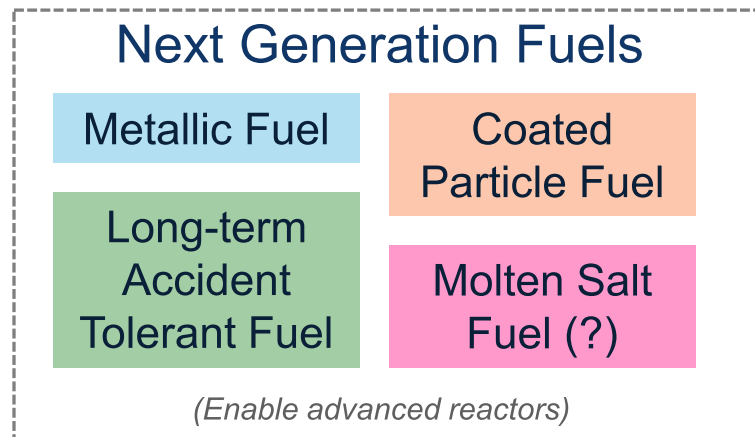 Next Generation Fuels
Metallic Fuel
Long-term
Accident
Tolerant Fuel
Coated
Particle Fuel
Molten Salt
Fuel (?)
(Enable advanced reactors)